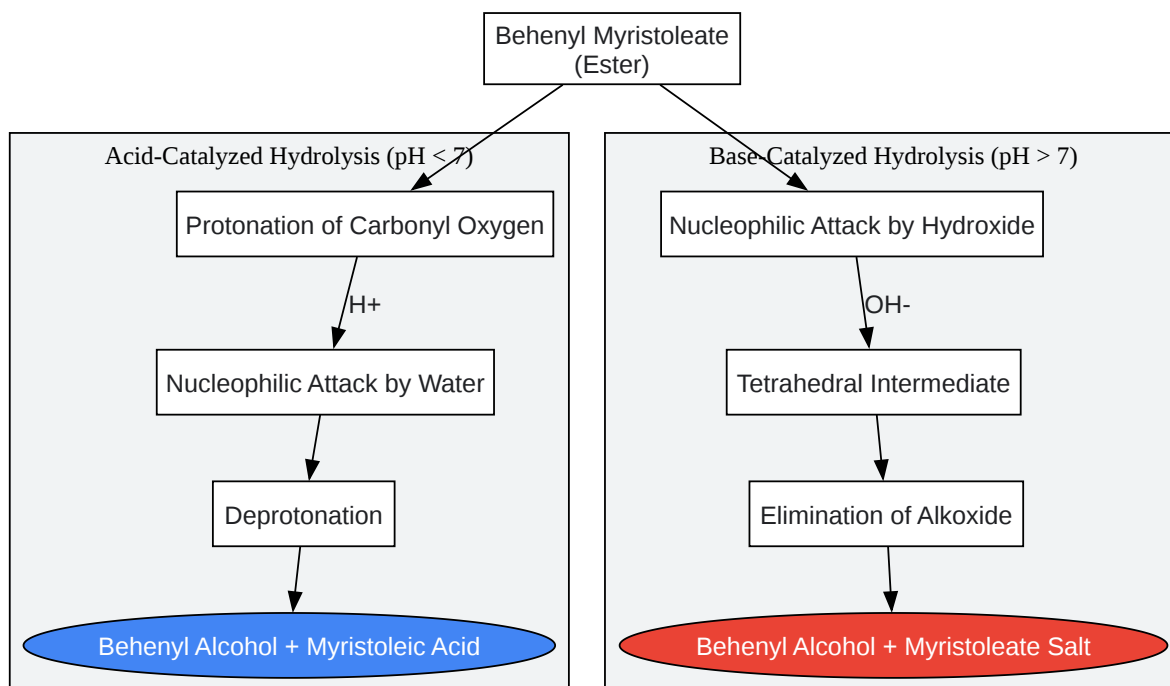 Behenyl Myristoleate
(Ester)
Acid-Catalyzed Hydrolysis (pH < 7)
Protonation of Carbonyl Oxygen
H+
Nucleophilic Attack by Water
Deprotonation
Behenyl Alcohol + Myristoleic Acid
Base-Catalyzed Hydrolysis (pH > 7)
Nucleophilic Attack by Hydroxide
OH-
Tetrahedral Intermediate
Elimination of Alkoxide
Behenyl Alcohol + Myristoleate Salt